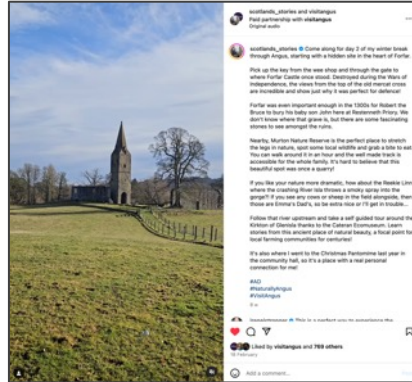 scotlands_stories and visitangus
Paid partnership with visitangus
Original audio
scotlands_stories Come along for day 2 of my winter break
through Angus, starting with a hidden site in the heart of Forfar.
Pick up the key from the wee shop and through the gate to
where Forfar Castle once stood. Destroyed during the Wars of
Independence, the views from the top of the old mercat cross
are incredible and show just why it was perfect for defence!
Forfar was even important enough in the 1300s for Robert the
Bruce to bury his baby son John here at Restenneth Priory. We
don't know where that grave is, but there are some fascinating
stones to see amongst the ruins.
Nearby, Murton Nature Reserve is the perfect place to stretch
the legs in nature, spot some local wildlife and grab a bite to eat.
You can walk around it in an hour and the well made track is
accessible for the whole family. It's hard to believe that this
beautiful spot was once a quarry!
If you like your nature more dramatic, how about the Reekie Linn
where the crashing River Isla throws a smoky spray into the
gorge?! If you see any cows or sheep in the field alongside, then
those are Emma's Dad's, so be extra nice or I'll get in trouble...
Follow that river upstream and take a self guided tour around the
Kirkton of Glenisla thanks to the Cateran Ecomuseum. Learn
stories from this ancient place of natural beauty, a focal point for
local farming communities for centuries!
It's also where I went to the Christmas Pantomime last year in
the community hall, so it's a place with a real personal
connection for me!
#AD
#NaturallyAngus
#VisitAngus
This is a perfect way to experience the
Liked by visitangus and 769 others
18 February
Add a comment...